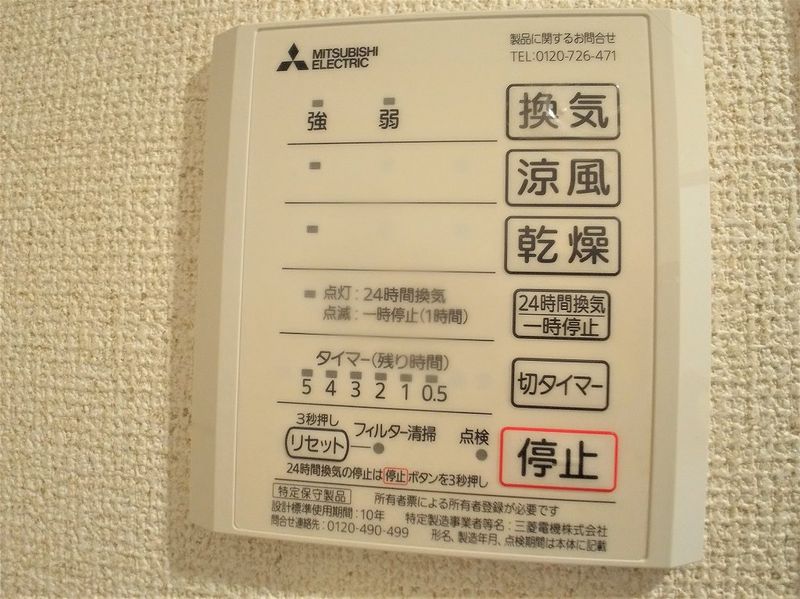 MITSUBISHI
ELECTRIC
製品に関するお問合せ
TEL:0120-726-471
強 弱 換気
涼風
乾燥
点灯:24時間換気
点滅:一時停止(1時間)
24時間換気
一時停止
タイマー(残り時間)
5 4 3 2 1 0.5
切タイマー
3秒押し
リセット フィルター清掃 点検
停止
24時間換気の停止は停止ボタンを3秒押し
特定保守製品 所有者票による所有者登録が必要です
設計標準使用期間:10年 特定製造事業者等名:三菱電機株式会社
問合せ連絡先:0120-490-499 形名、製造年月、点検期間は本体に記載